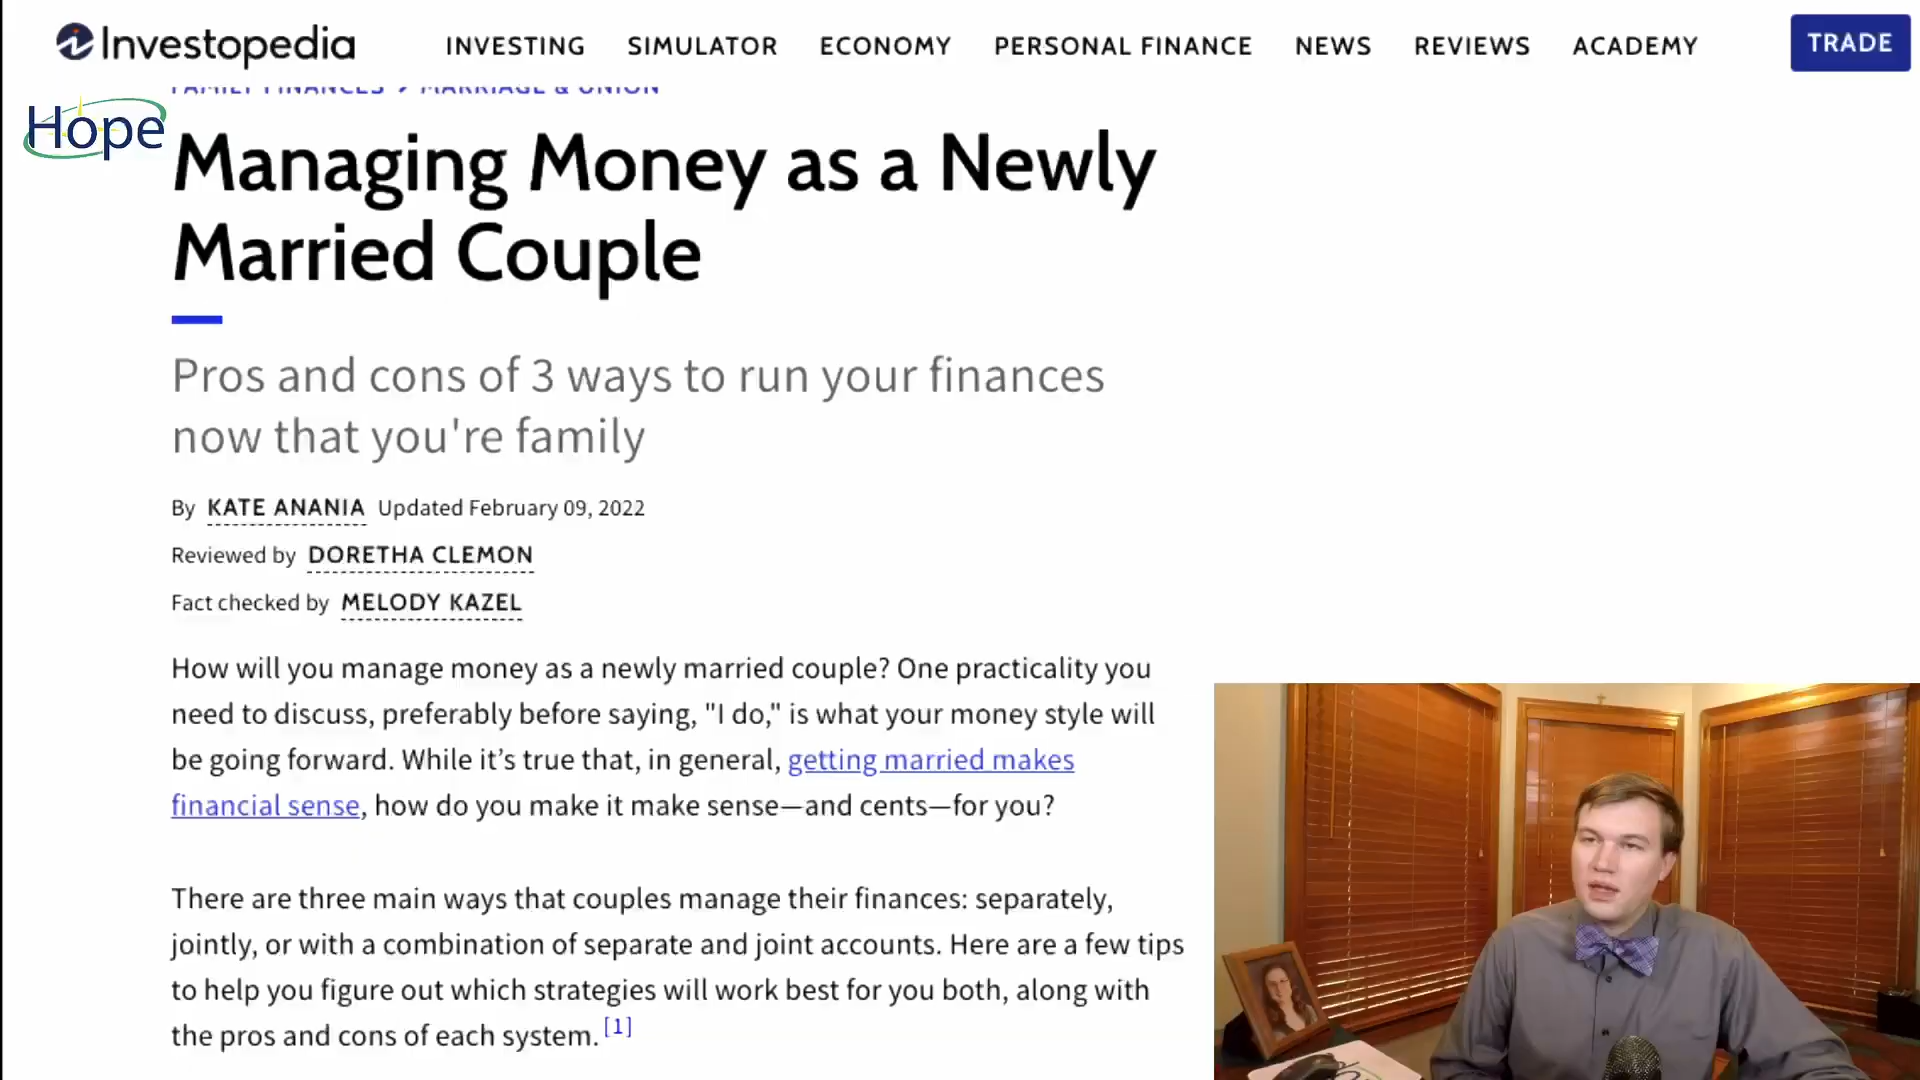 Investopedia
INVESTING SIMULATOR ECONOMY PERSONAL FINANCE NEWS REVIEWS ACADEMY TRADE
FAMILY FINANCES > MARRIAGE & UNION
Hope
Managing Money as a Newly
Married Couple
Pros and cons of 3 ways to run your finances
now that you're family
By KATE ANANIA Updated February 09, 2022
Reviewed by DORETHA CLEMON
Fact checked by MELODY KAZEL
How will you manage money as a newly married couple? One practicality you
need to discuss, preferably before saying, "I do," is what your money style will
be going forward. While it’s true that, in general, getting married makes
financial sense, how do you make it make sense—and cents—for you?
There are three main ways that couples manage their finances: separately,
jointly, or with a combination of separate and joint accounts. Here are a few tips
to help you figure out which strategies will work best for you both, along with
the pros and cons of each system. [1]